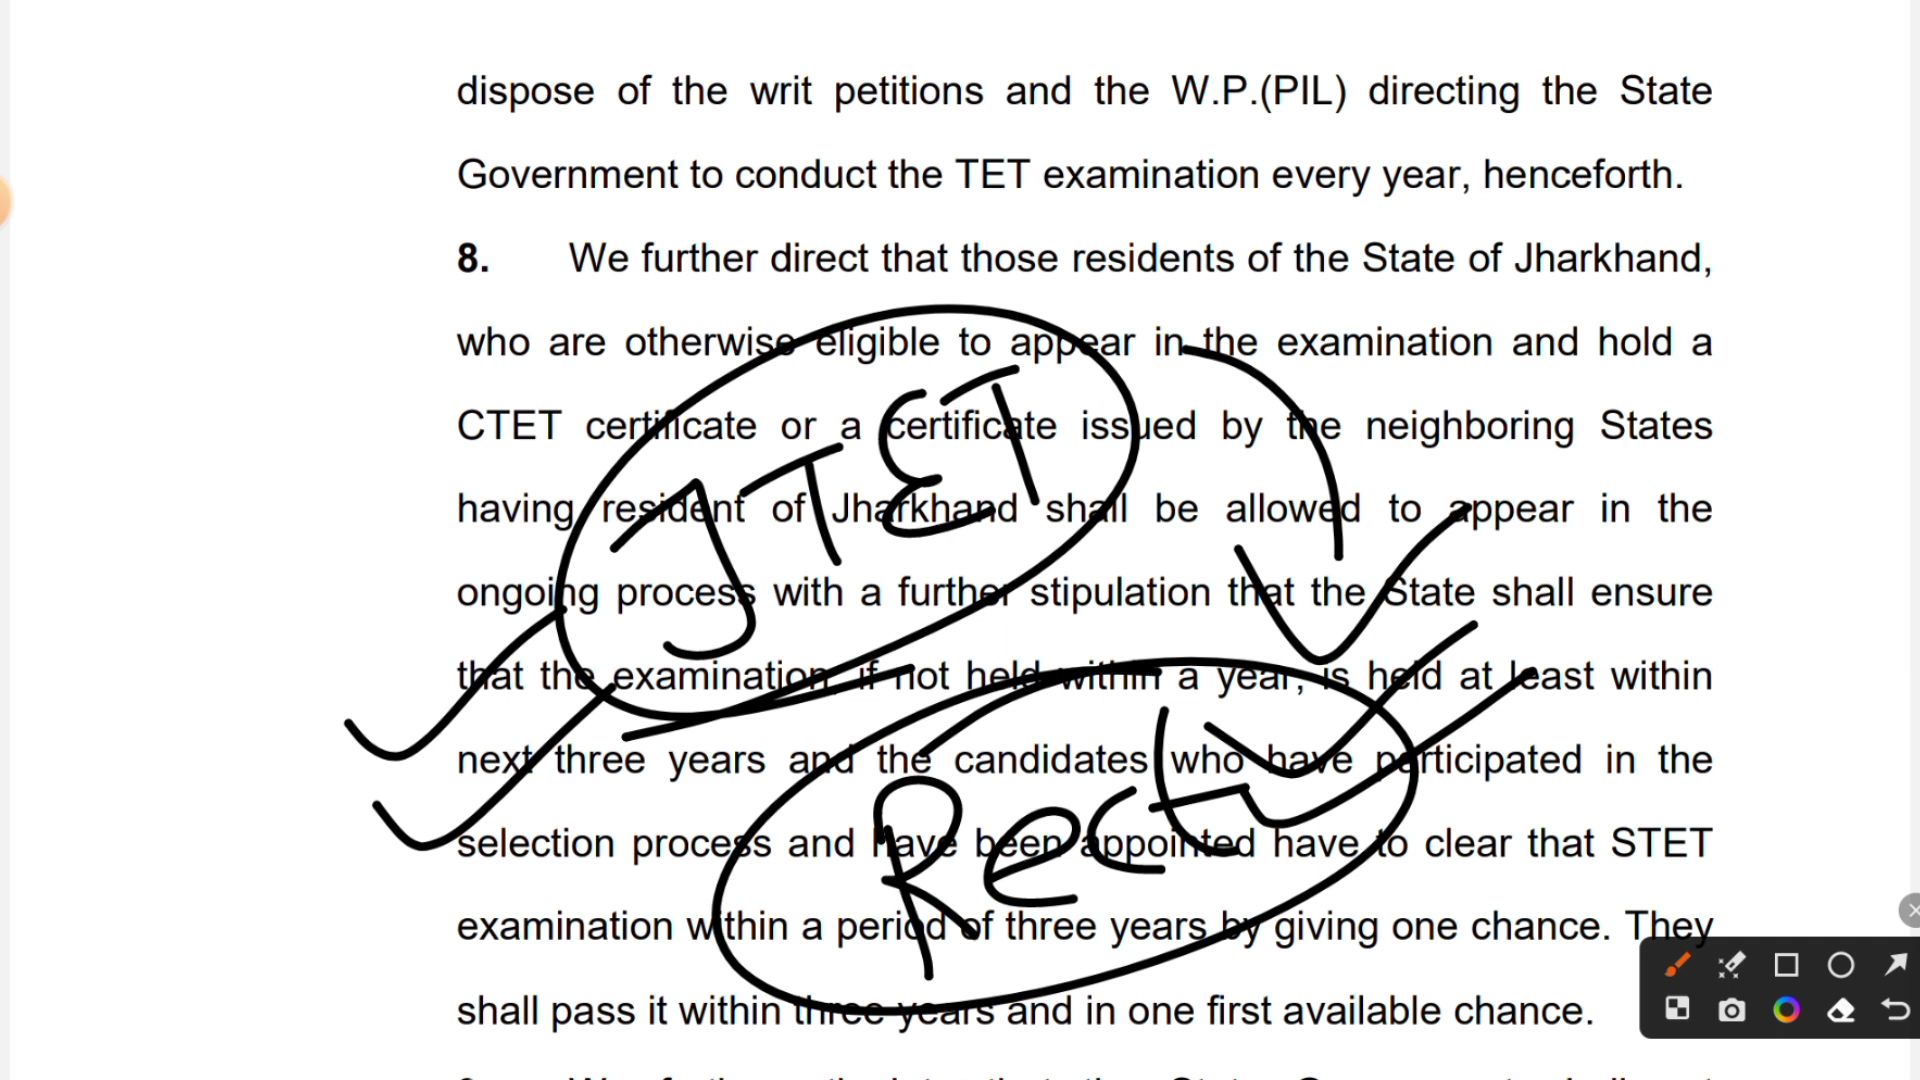 dispose of the writ petitions and the W.P.(PIL) directing the State
Government to conduct the TET examination every year, henceforth.
8. We further direct that those residents of the State of Jharkhand,
who are otherwise eligible to appear in the examination and hold a
CTET certificate or a certificate issued by the neighboring States
having resident of Jharkhand shall be allowed to appear in the
ongoing process with a further stipulation that the State shall ensure
that the examination, if not held within a year, is held at least within
next three years and the candidates who have participated in the
selection process and have been appointed have to clear that STET
examination within a period of three years by giving one chance. They
shall pass it within three years and in one first available chance.
JTET
Rect